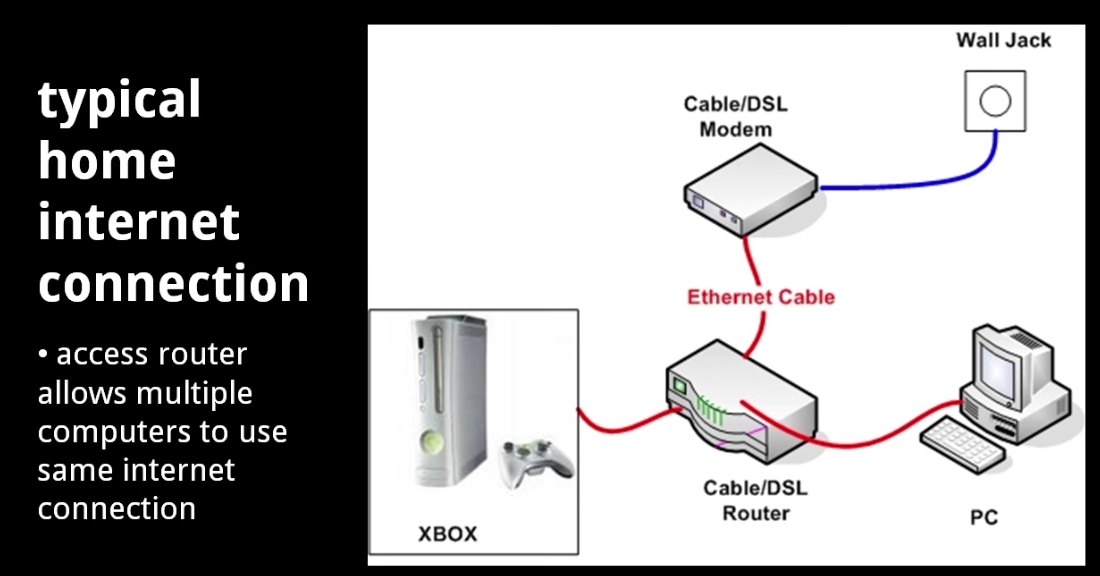 typical
home
internet
connection
• access router
allows multiple
computers to use
same internet
connection
Wall Jack
Cable/DSL
Modem
Ethernet Cable
Cable/DSL
Router
XBOX
PC